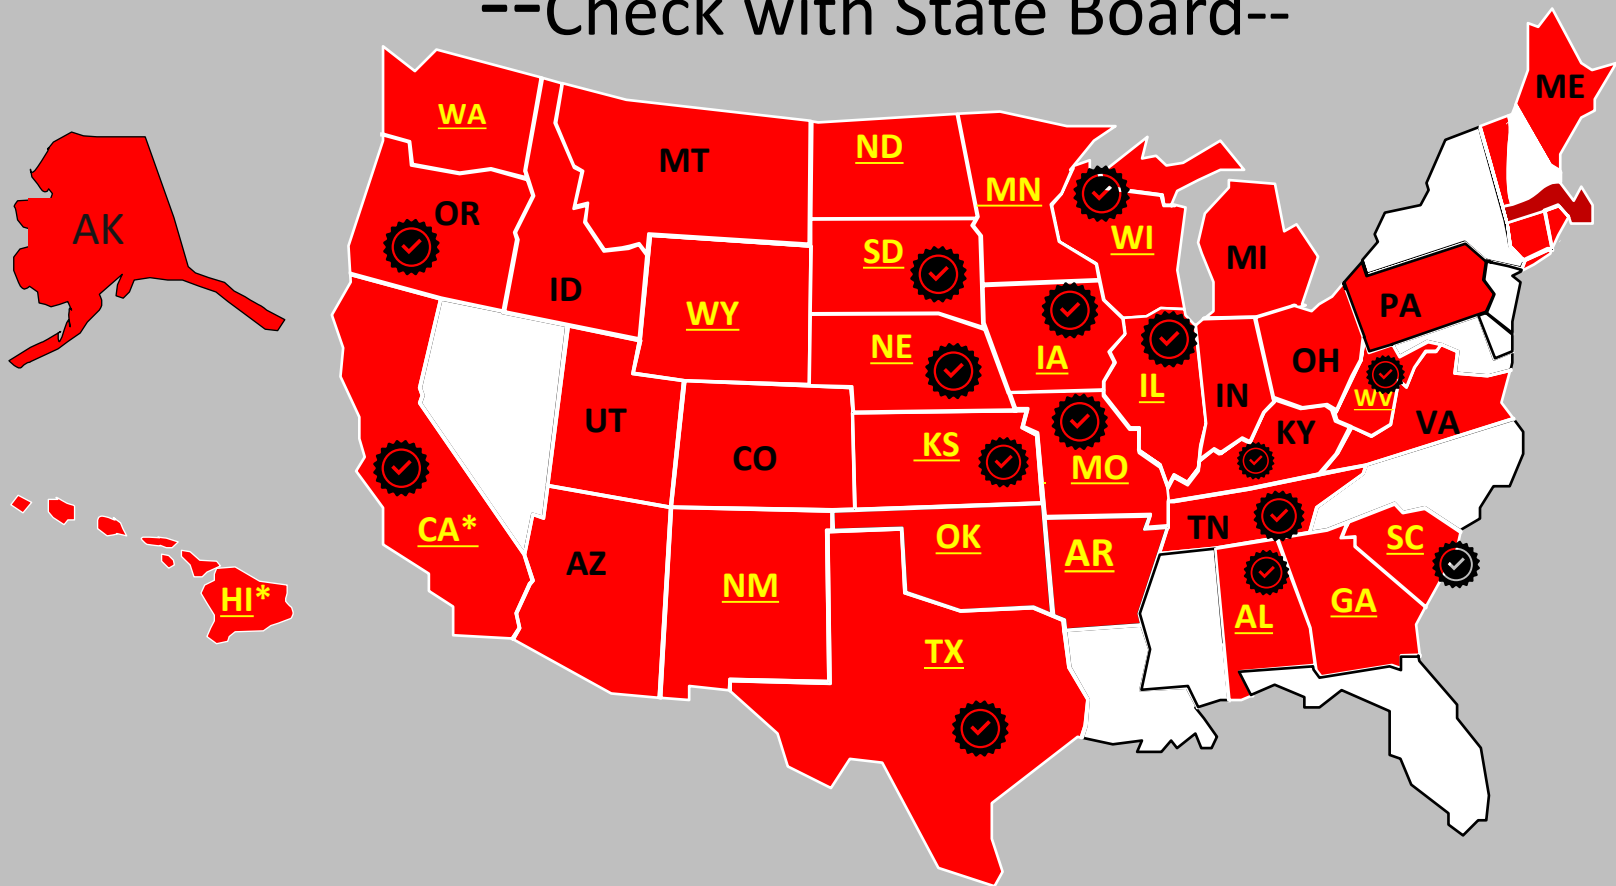 --Check with State Board--
ME
WA
ND
MT
MN
AK
OR
WI
SD
MI
ID
WY
PA
NE
IA
OH
IL
WV
IN
UT
VA
KY
KS
CO
MO
CA*
TN
OK
SC
AR
AZ
NM
HI*
GA
AL
TX